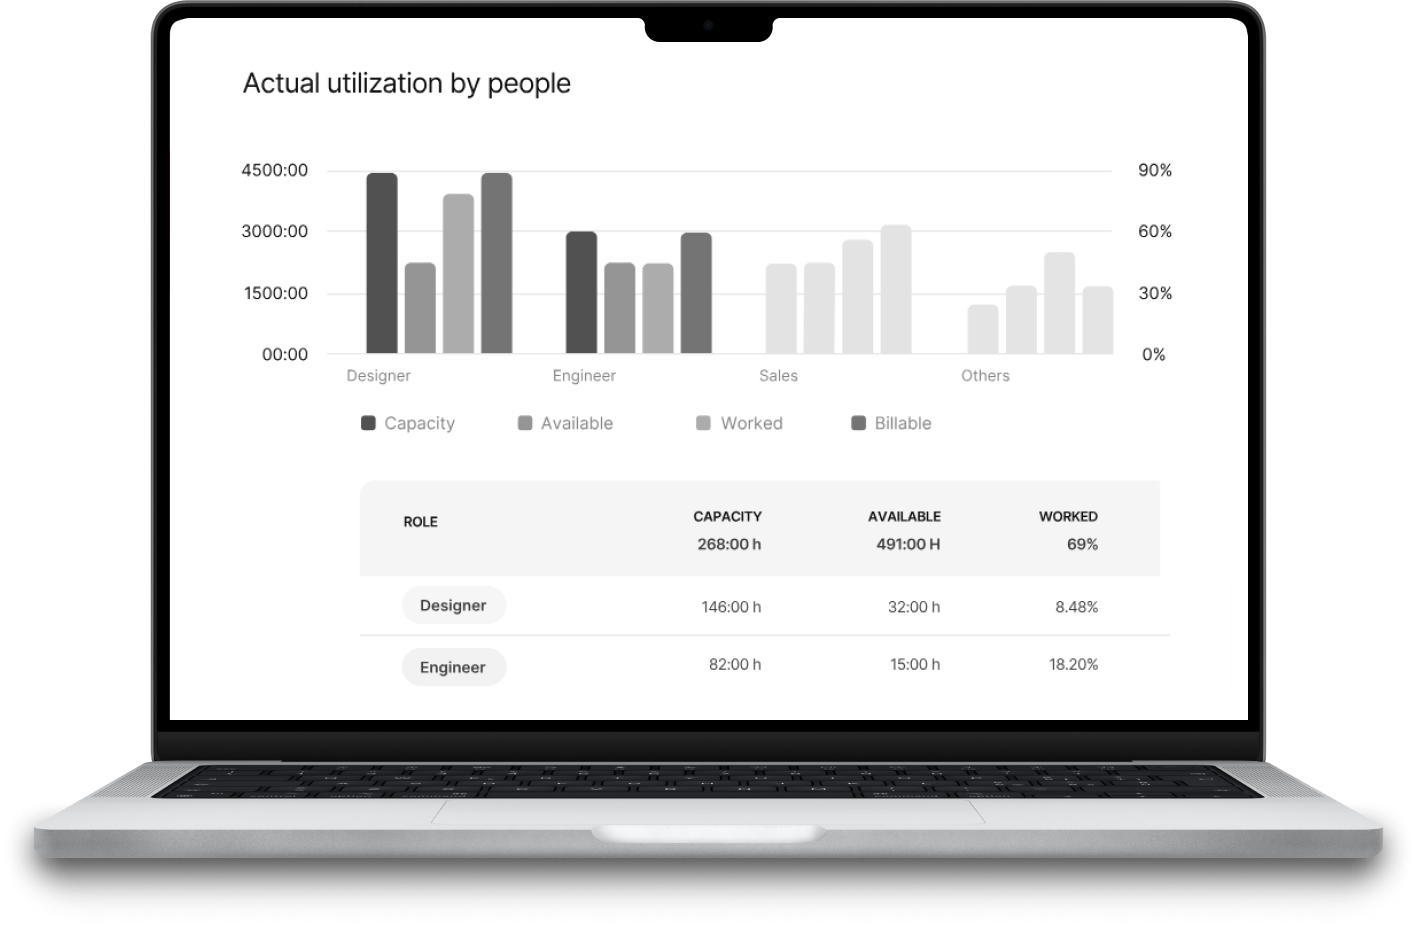 Actual utilization by people
4500:00 90%
3000:00 60%
1500:00 30%
00:00 0%
Designer Engineer Sales Others
Capacity Available Worked Billable
ROLE CAPACITY AVAILABLE WORKED
268:00 h 491:00 H 69%
Designer 146:00 h 32:00 h 8.48%
Engineer 82:00 h 15:00 h 18.20%